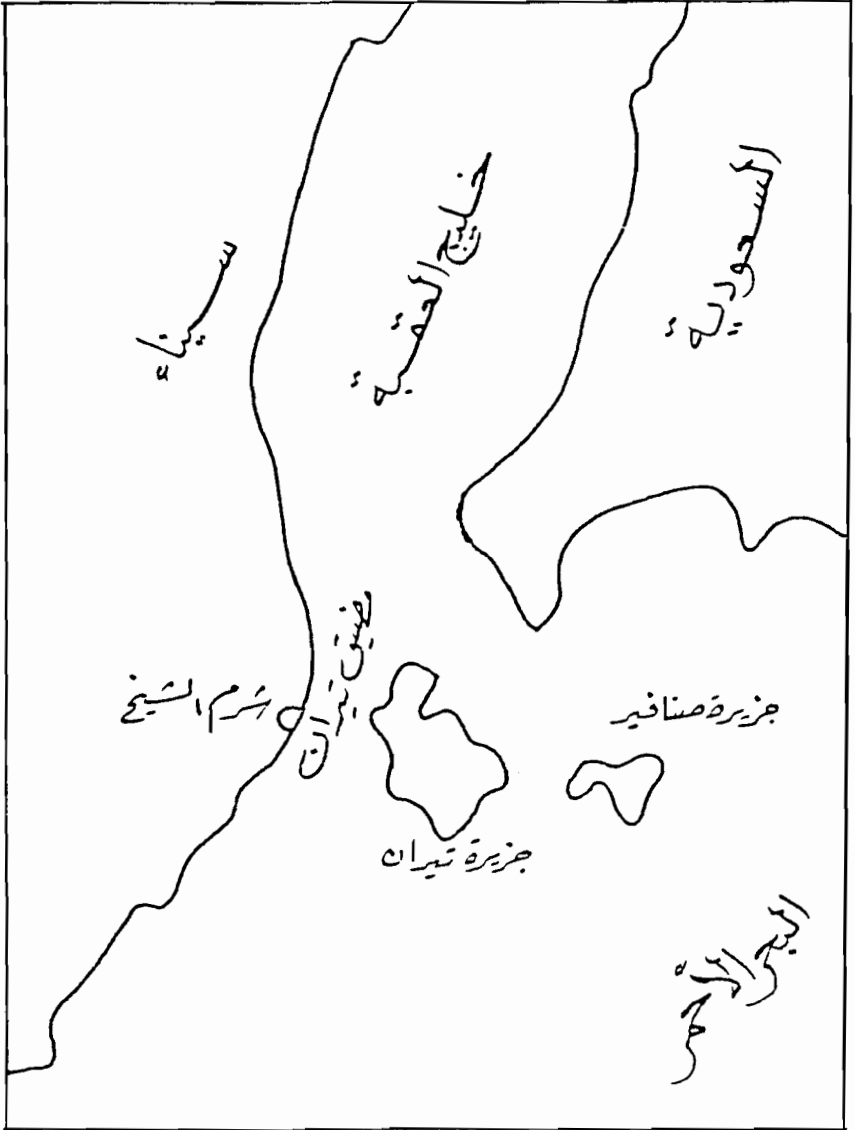 السعودية
خليج العقبة
سيناء
مضيق تيران
شرم الشيخ
جزيرة صنافير
جزيرة تيران
البحر الأحمر